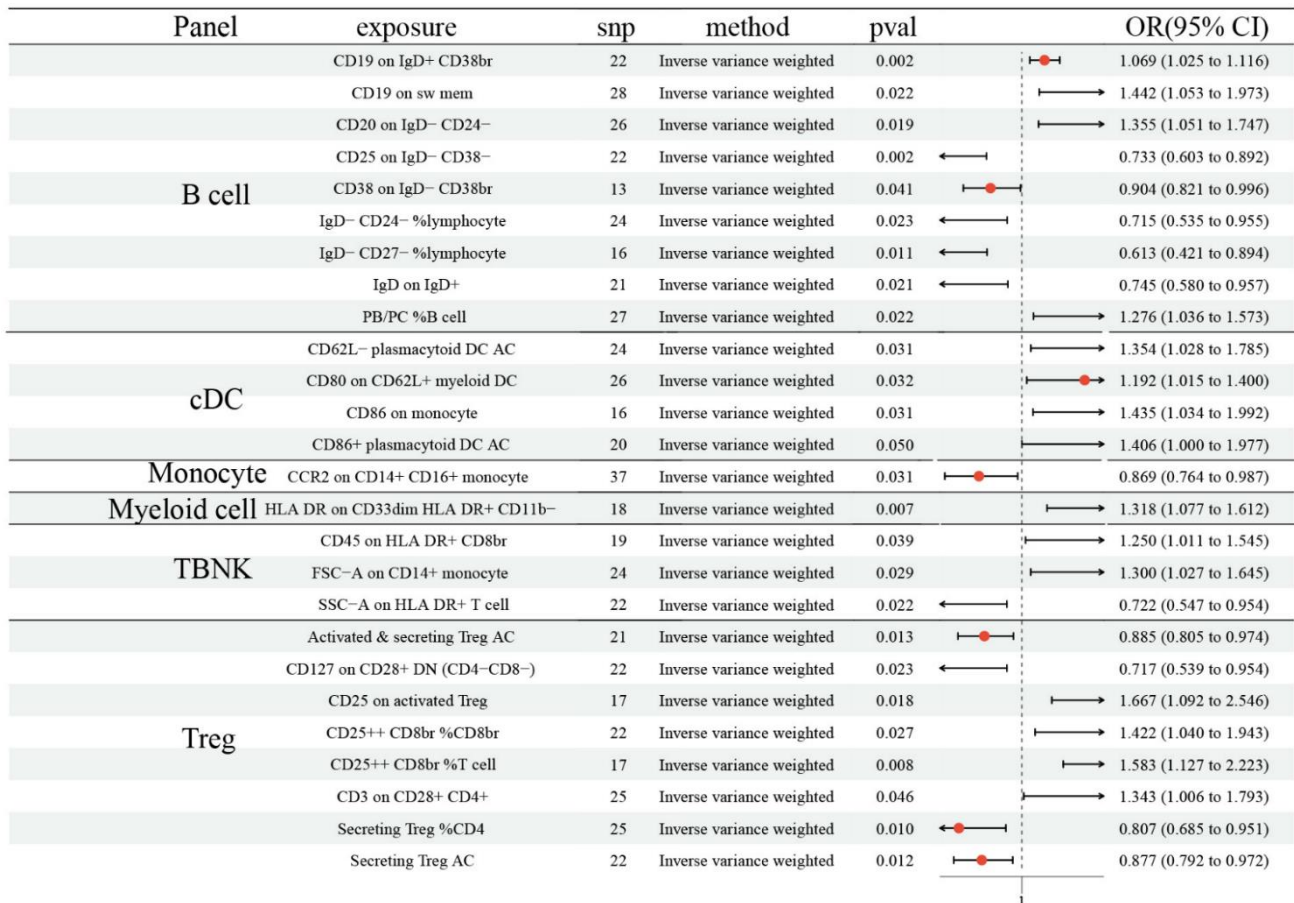 Panel exposure snp method pval OR(95% CI)
CD19 on IgD+ CD38br 22 Inverse variance weighted 0.002 1.069 (1.025 to 1.116)
CD19 on sw mem 28 Inverse variance weighted 0.022 1.442 (1.053 to 1.973)
CD20 on IgD− CD24− 26 Inverse variance weighted 0.019 1.355 (1.051 to 1.747)
CD25 on IgD− CD38− 22 Inverse variance weighted 0.002 0.733 (0.603 to 0.892)
B cell CD38 on IgD− CD38br 13 Inverse variance weighted 0.041 0.904 (0.821 to 0.996)
IgD− CD24− %lymphocyte 24 Inverse variance weighted 0.023 0.715 (0.535 to 0.955)
IgD− CD27− %lymphocyte 16 Inverse variance weighted 0.011 0.613 (0.421 to 0.894)
IgD on IgD+ 21 Inverse variance weighted 0.021 0.745 (0.580 to 0.957)
PB/PC %B cell 27 Inverse variance weighted 0.022 1.276 (1.036 to 1.573)
CD62L− plasmacytoid DC AC 24 Inverse variance weighted 0.031 1.354 (1.028 to 1.785)
cDC CD80 on CD62L+ myeloid DC 26 Inverse variance weighted 0.032 1.192 (1.015 to 1.400)
CD86 on monocyte 16 Inverse variance weighted 0.031 1.435 (1.034 to 1.992)
CD86+ plasmacytoid DC AC 20 Inverse variance weighted 0.050 1.406 (1.000 to 1.977)
Monocyte CCR2 on CD14+ CD16+ monocyte 37 Inverse variance weighted 0.031 0.869 (0.764 to 0.987)
Myeloid cell HLA DR on CD33dim HLA DR+ CD11b− 18 Inverse variance weighted 0.007 1.318 (1.077 to 1.612)
CD45 on HLA DR+ CD8br 19 Inverse variance weighted 0.039 1.250 (1.011 to 1.545)
TBNK FSC−A on CD14+ monocyte 24 Inverse variance weighted 0.029 1.300 (1.027 to 1.645)
SSC−A on HLA DR+ T cell 22 Inverse variance weighted 0.022 0.722 (0.547 to 0.954)
Activated & secreting Treg AC 21 Inverse variance weighted 0.013 0.885 (0.805 to 0.974)
CD127 on CD28+ DN (CD4−CD8−) 22 Inverse variance weighted 0.023 0.717 (0.539 to 0.954)
CD25 on activated Treg 17 Inverse variance weighted 0.018 1.667 (1.092 to 2.546)
Treg CD25++ CD8br %CD8br 22 Inverse variance weighted 0.027 1.422 (1.040 to 1.943)
CD25++ CD8br %T cell 17 Inverse variance weighted 0.008 1.583 (1.127 to 2.223)
CD3 on CD28+ CD4+ 25 Inverse variance weighted 0.046 1.343 (1.006 to 1.793)
Secreting Treg %CD4 25 Inverse variance weighted 0.010 0.807 (0.685 to 0.951)
Secreting Treg AC 22 Inverse variance weighted 0.012 0.877 (0.792 to 0.972)
1